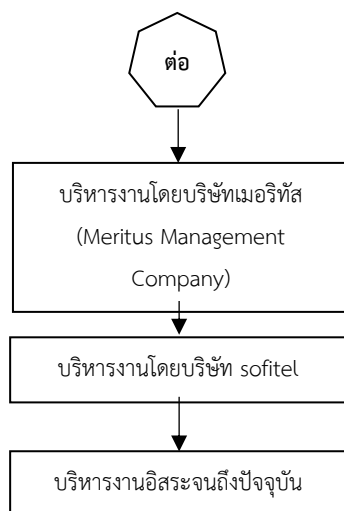 ต่อ
บริหารงานโดยบริษัทเมอริทัส
(Meritus Management
Company)
บริหารงานโดยบริษัท sofitel
บริหารงานอิสระจนถึงปัจจุบัน